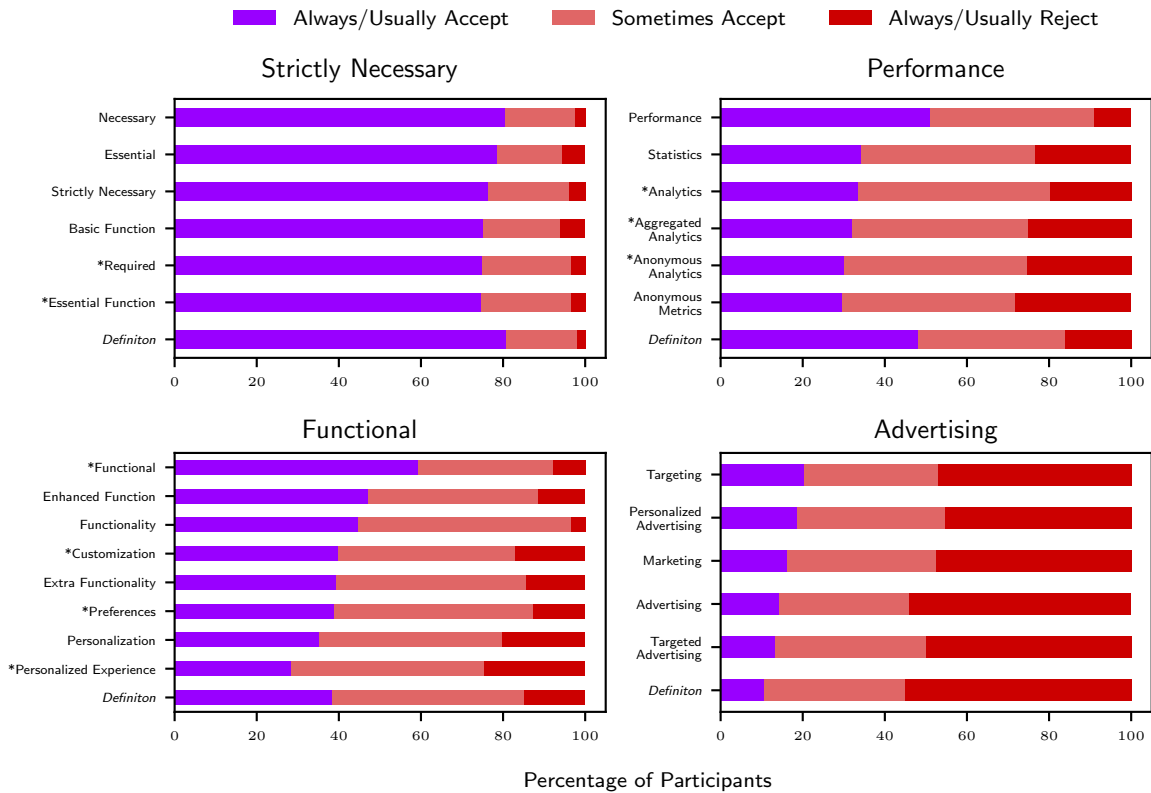 Always/Usually Accept Sometimes Accept Always/Usually Reject
Strictly Necessary
Necessary
Essential
Strictly Necessary
Basic Function
*Required
*Essential Function
Definiton
0 20 40 60 80 100
Performance
Performance
Statistics
*Analytics
*Aggregated
Analytics
*Anonymous
Analytics
Anonymous
Metrics
Definiton
0 20 40 60 80 100
Functional
*Functional
Enhanced Function
Functionality
*Customization
Extra Functionality
*Preferences
Personalization
*Personalized Experience
Definiton
0 20 40 60 80 100
Advertising
Targeting
Personalized
Advertising
Marketing
Advertising
Targeted
Advertising
Definiton
0 20 40 60 80 100
Percentage of Participants